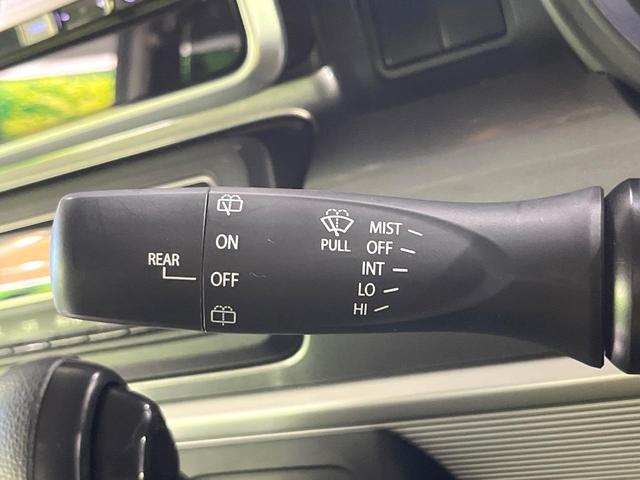 REAR
ON
OFF
PULL
MIST
OFF
INT
LO
HI